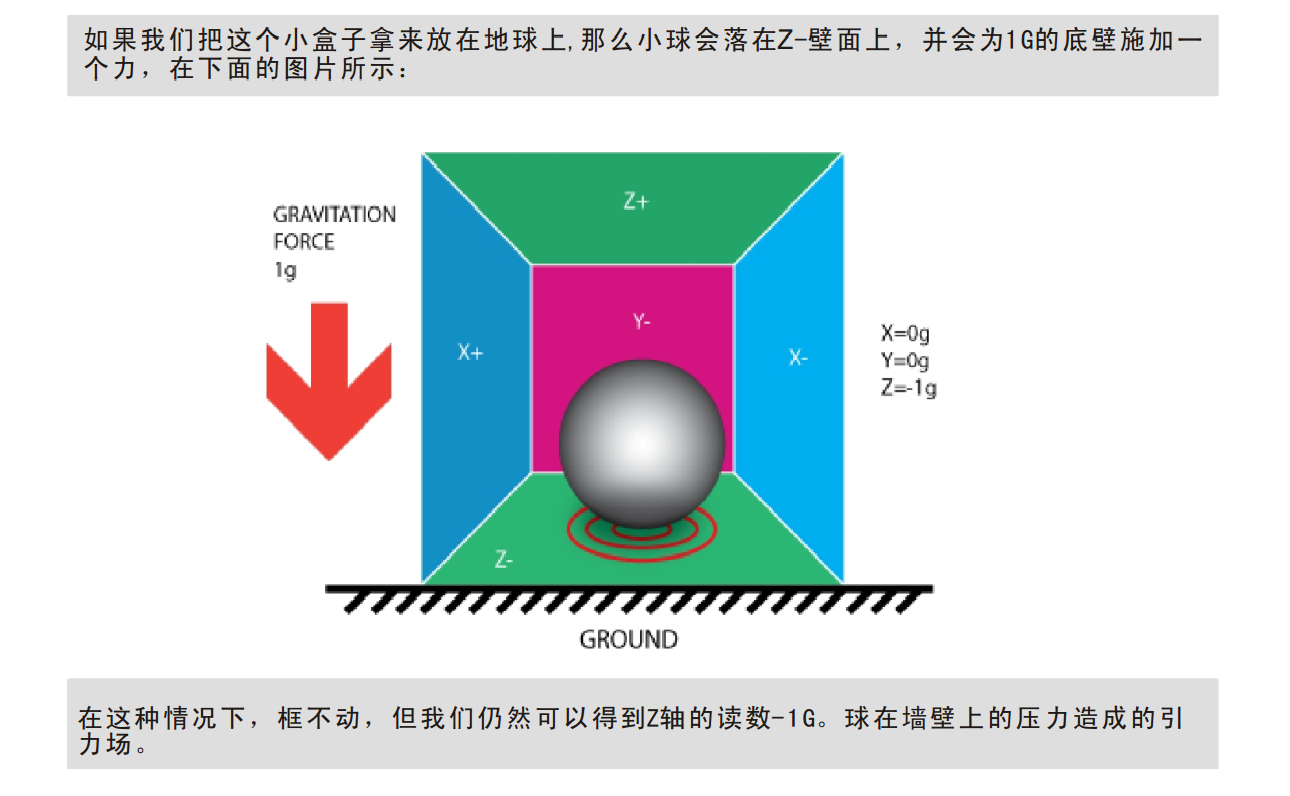 如果我们把这个小盒子拿来放在地球上,那么小球会落在Z-壁面上，并会为1G的底壁施加一
个力，在下面的图片所示：
Z+
GRAVITATION
FORCE
1g
Y-
X+
X-
X=0g
Y=0g
Z=-1g
Z-
GROUND
在这种情况下，框不动，但我们仍然可以得到Z轴的读数-1G。球在墙壁上的压力造成的引
力场。